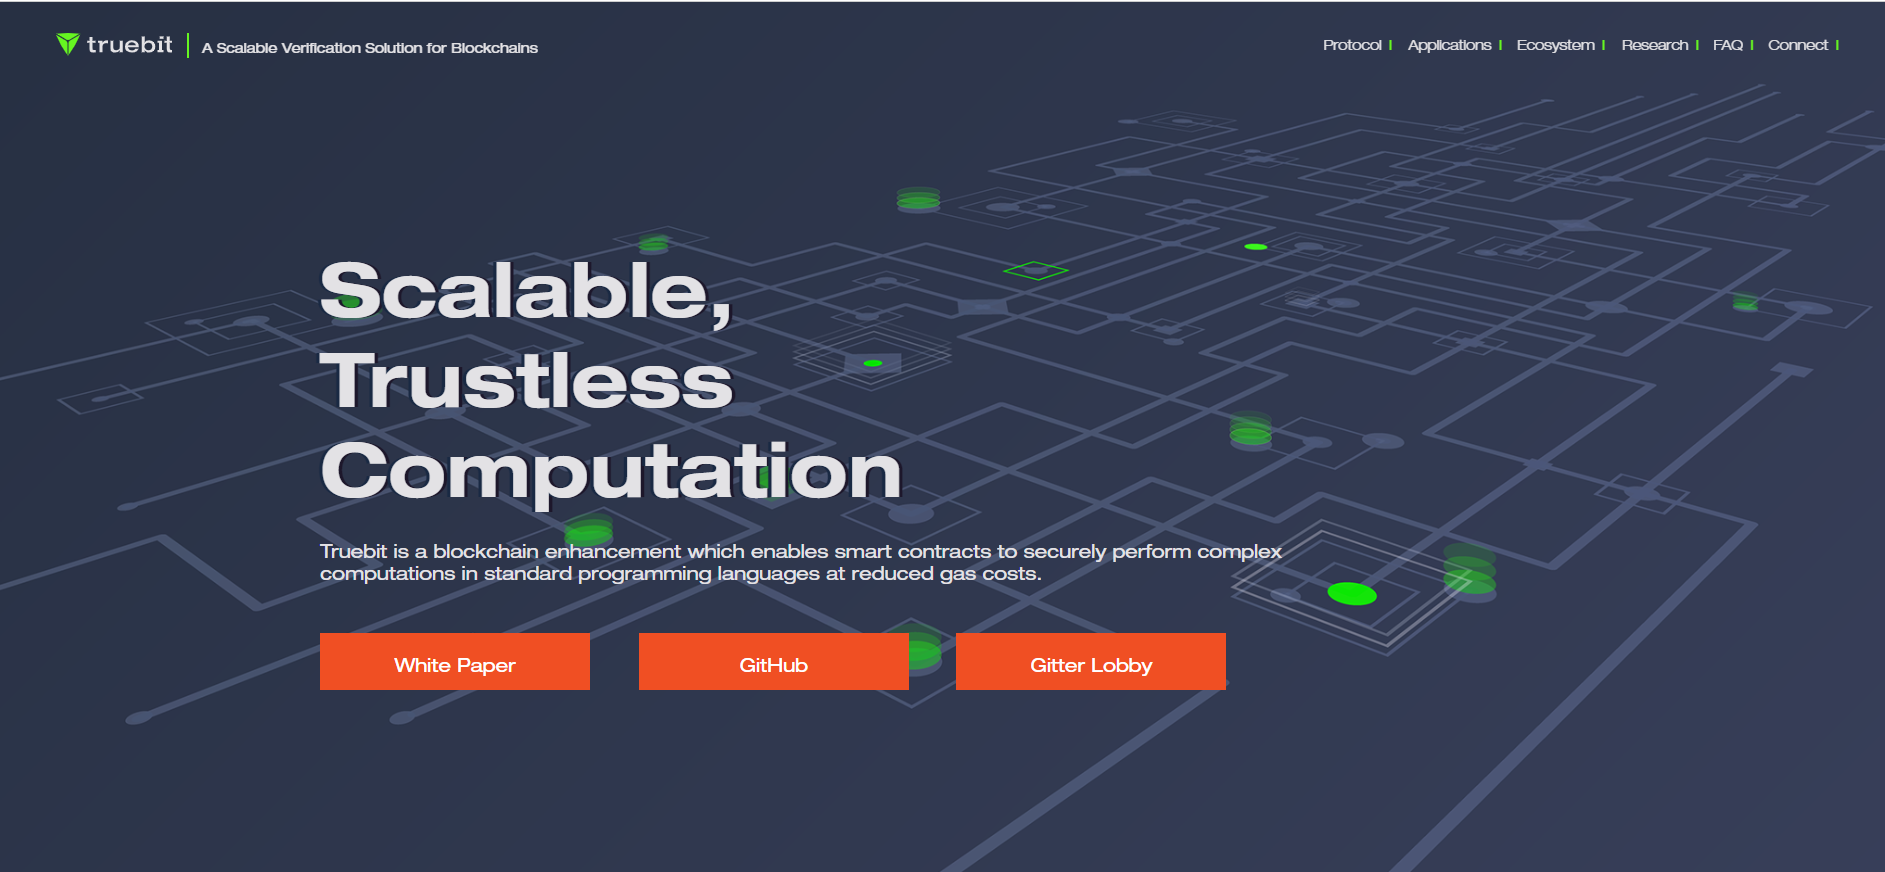 truebit
A Scalable Verification Solution for Blockchains
Protocol
Applications
Ecosystem
Research
FAQ
Connect
Scalable,
Trustless
Computation
Truebit is a blockchain enhancement which enables smart contracts to securely perform complex
computations in standard programming languages at reduced gas costs.
White Paper
GitHub
Gitter Lobby